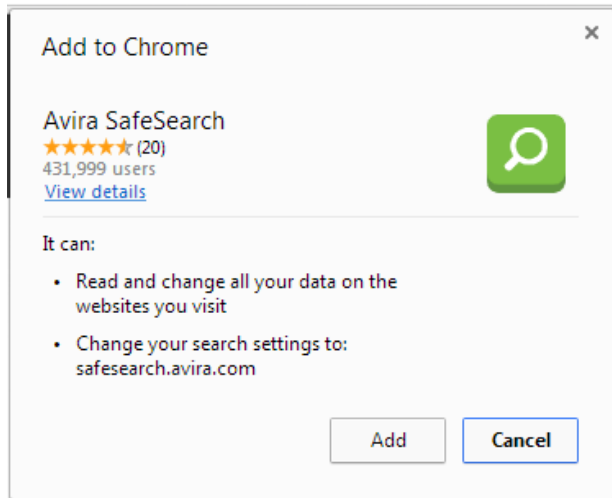 Add to Chrome
Avira SafeSearch
(20)
431,999 users
View details
It can:
• Read and change all your data on the
websites you visit
• Change your search settings to:
safesearch.avira.com
Add
Cancel